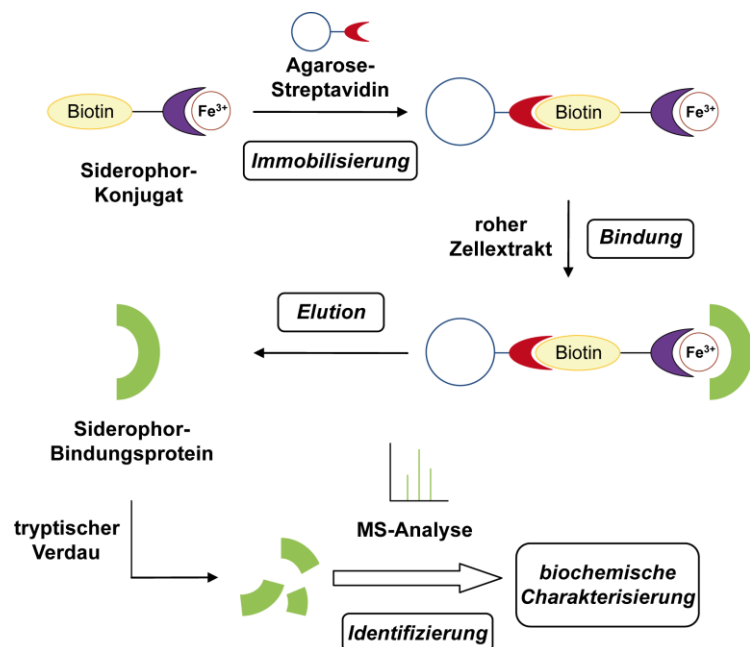 Agarose-
Streptavidin
Biotin
Fe³⁺
Biotin
Fe³⁺
Siderophor-
Konjugat
Immobilisierung
roher
Zellextrakt
Bindung
Elution
Biotin
Fe³⁺
Siderophor-
Bindungsprotein
tryptischer
Verdau
MS-Analyse
biochemische
Charakterisierung
Identifizierung